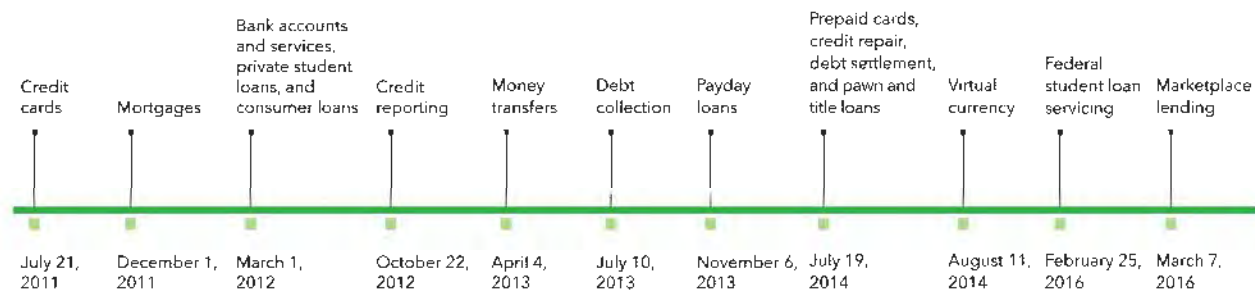 Credit
cards
Mortgages
Bank accounts
and services,
private student
loans, and
consumer loans
Credit
reporting
Money
transfers
Debt
collection
Payday
loans
Prepaid cards,
credit repair,
debt settlement,
and pawn and
title loans
Virtual
currency
Federal
student loan
servicing
Marketplace
lending
July 21,
2011
December 1,
2011
March 1,
2012
October 22,
2012
April 4,
2013
July 10,
2013
November 6,
2013
July 19,
2014
August 11,
2014
February 25,
2016
March 7,
2016